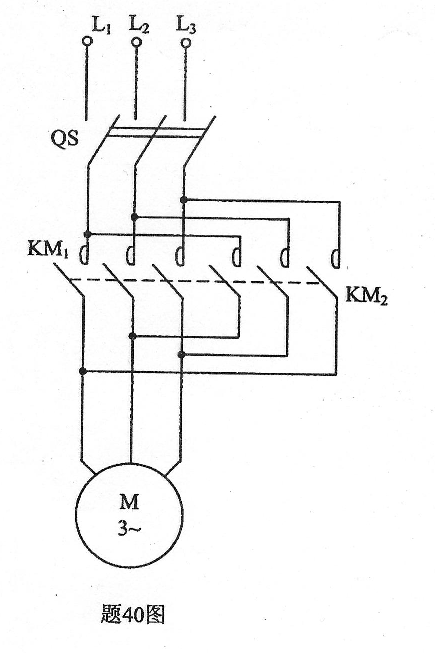 L₁ L₂ L₃
QS
KM₁
KM₂
M
3~
题40图